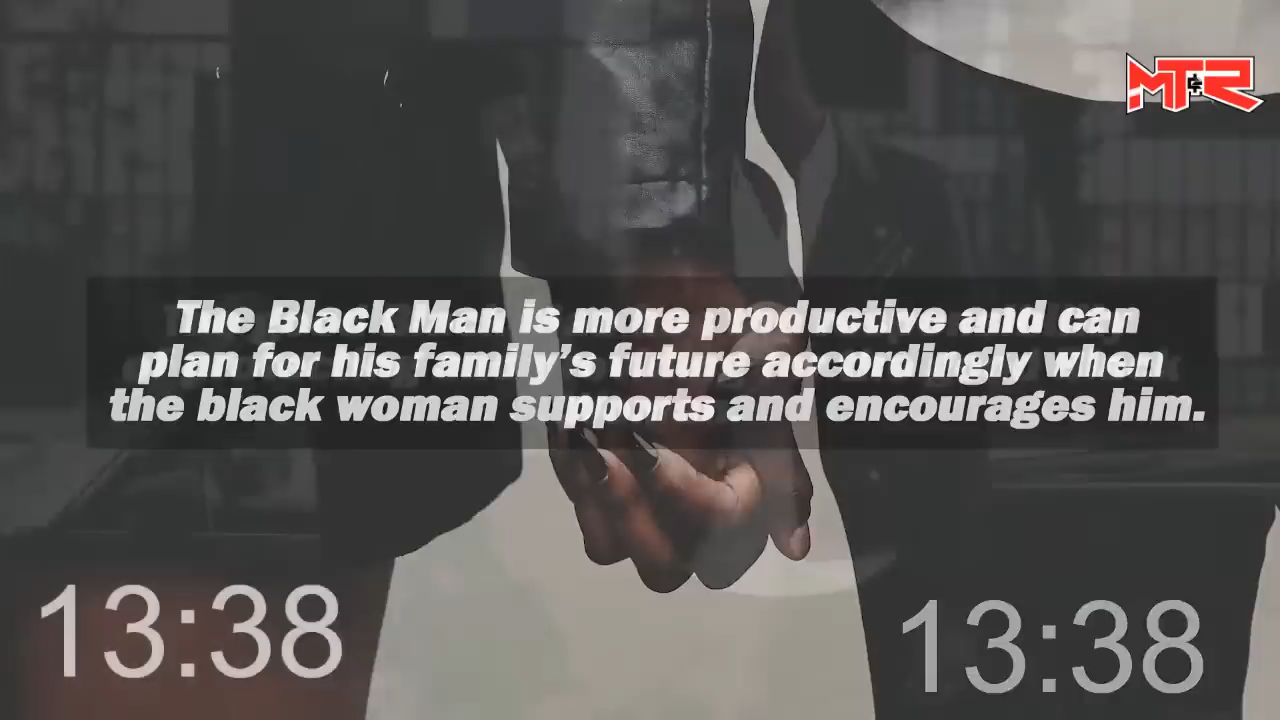 MT&R
The Black Man is more productive and can
plan for his family’s future accordingly when
the black woman supports and encourages him.
13:38
13:38